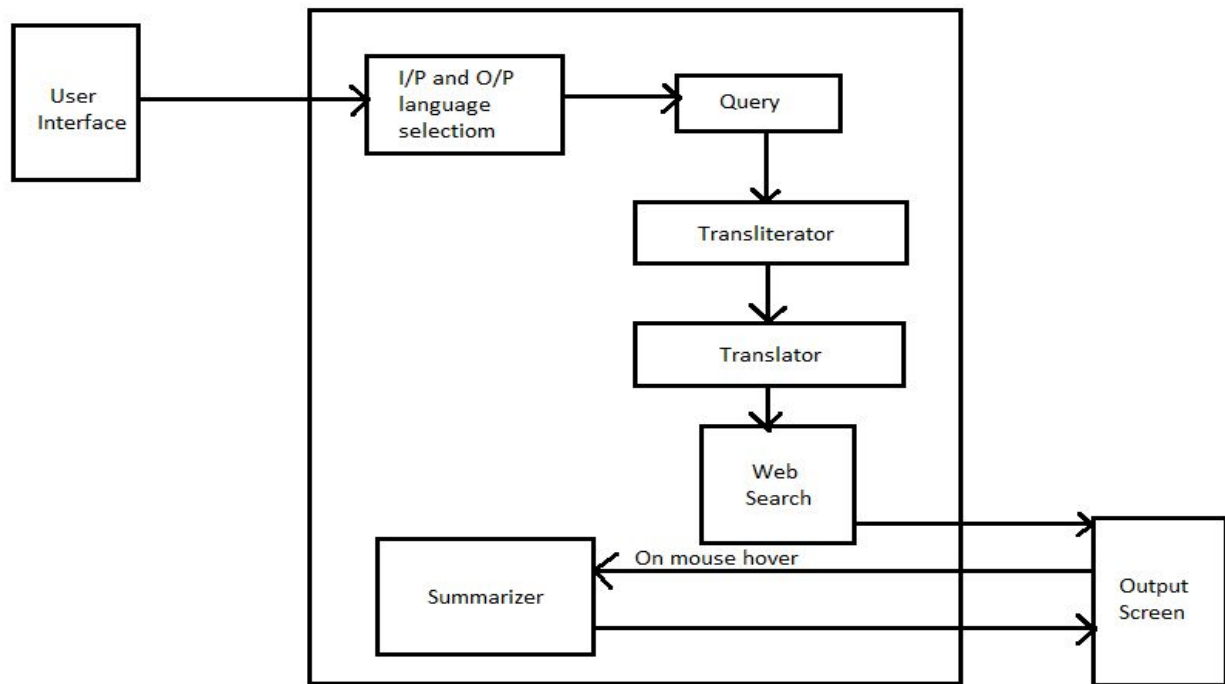 User
Interface
I/P and O/P
language
selectiom
Query
Transliterator
Translator
Web
Search
On mouse hover
Summarizer
Output
Screen